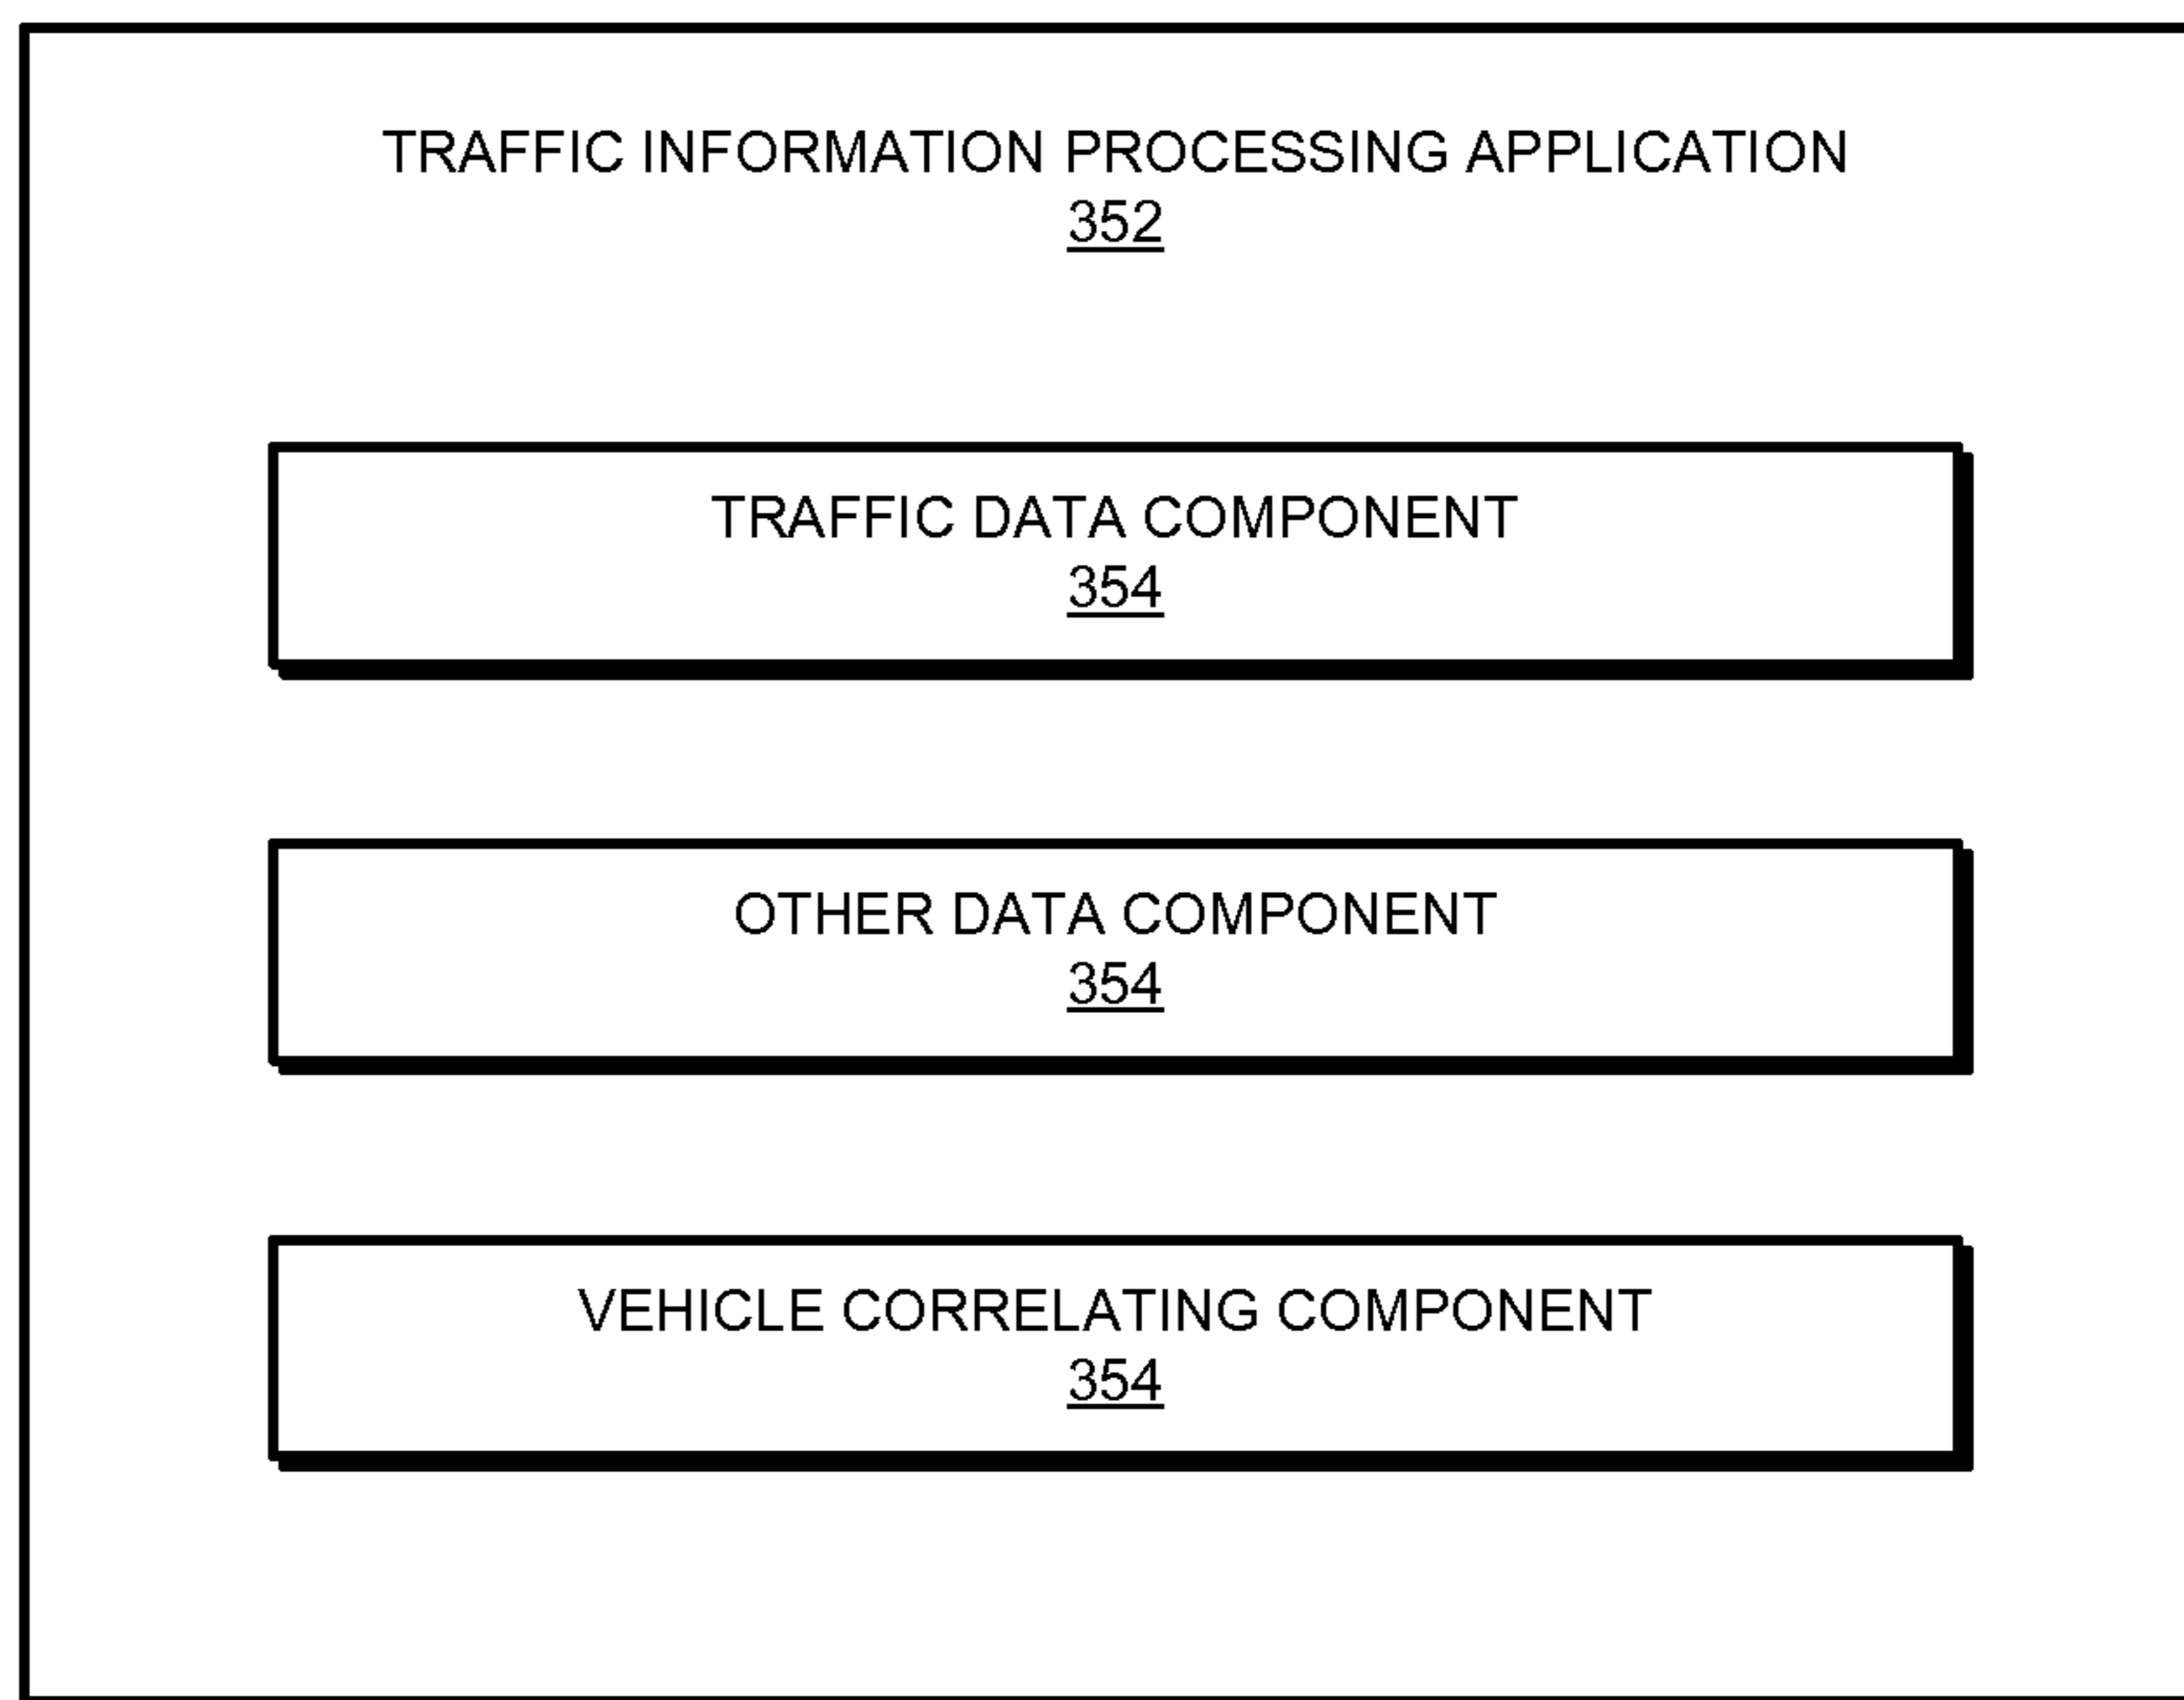 TRAFFIC INFORMATION PROCESSING APPLICATION
352
TRAFFIC DATA COMPONENT
354
OTHER DATA COMPONENT
354
VEHICLE CORRELATING COMPONENT
354